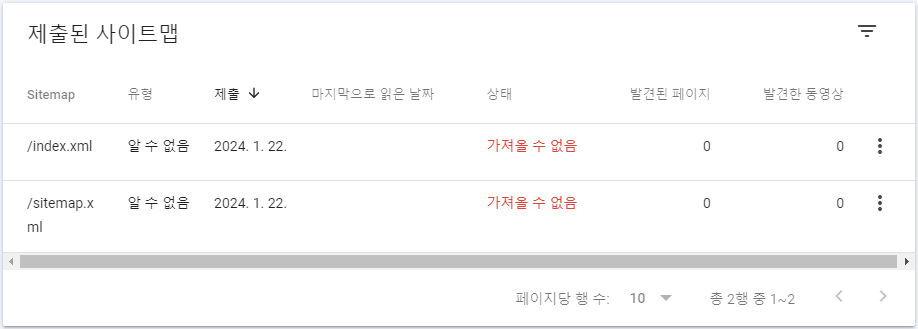 제출된 사이트맵
Sitemap 유형 제출 ↓ 마지막으로 읽은 날짜 상태 발견된 페이지 발견한 동영상
/index.xml 알 수 없음 2024. 1. 22. 가져올 수 없음 0 0
/sitemap.x 알 수 없음 2024. 1. 22. 가져올 수 없음 0 0
ml
페이지당 행 수: 10 총 2행 중 1~2